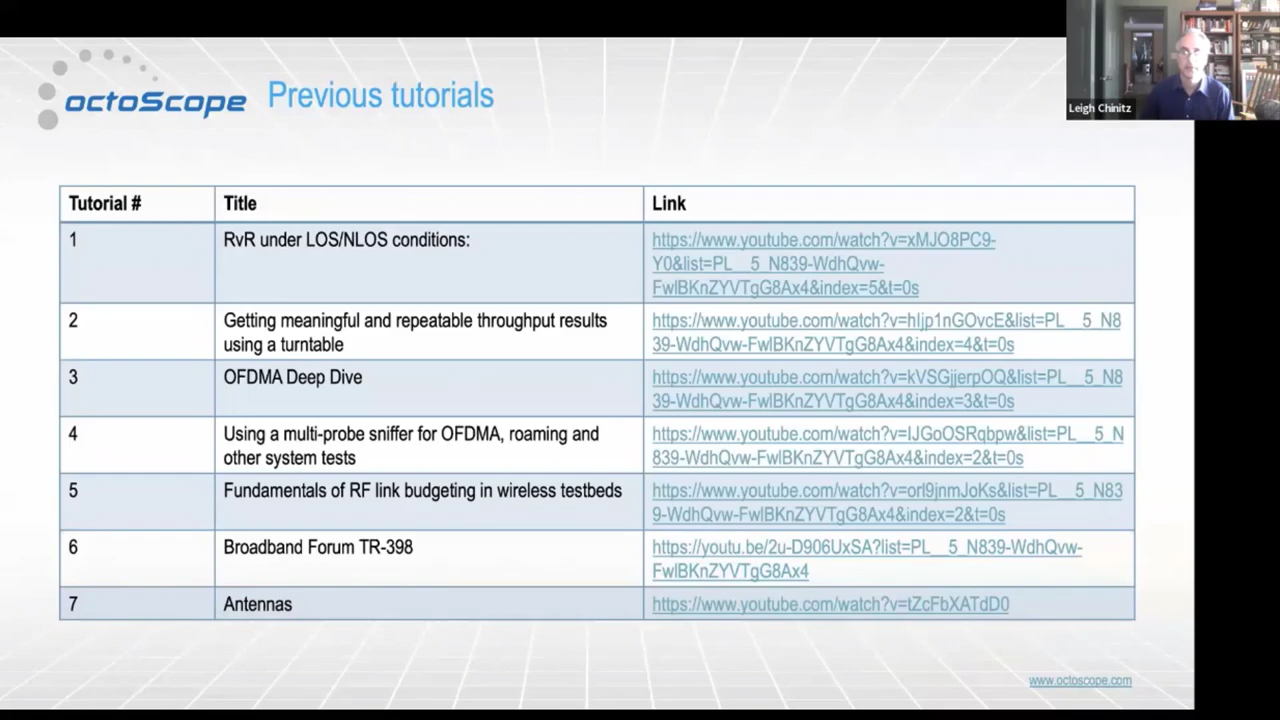 Leigh Chinitz
octoScope
Previous tutorials
Tutorial #
Title
Link
1
RvR under LOS/NLOS conditions:
https://www.youtube.com/watch?v=xMJO8PC9-
Y0&list=PL__5_N839-WdhQvw-
FwlBKnZYVTgG8Ax4&index=5&t=0s
2
Getting meaningful and repeatable throughput results
using a turntable
https://www.youtube.com/watch?v=hIjp1nGOvcE&list=PL__5_N8
39-WdhQvw-FwlBKnZYVTgG8Ax4&index=4&t=0s
3
OFDMA Deep Dive
https://www.youtube.com/watch?v=kVSGjjerpOQ&list=PL__5_N8
39-WdhQvw-FwlBKnZYVTgG8Ax4&index=3&t=0s
4
Using a multi-probe sniffer for OFDMA, roaming and
other system tests
https://www.youtube.com/watch?v=IJGoOSRqbpw&list=PL__5_N
839-WdhQvw-FwlBKnZYVTgG8Ax4&index=2&t=0s
5
Fundamentals of RF link budgeting in wireless testbeds
https://www.youtube.com/watch?v=orl9jnmJoKs&list=PL__5_N83
9-WdhQvw-FwlBKnZYVTgG8Ax4&index=2&t=0s
6
Broadband Forum TR-398
https://youtu.be/2u-D906UxSA?list=PL__5_N839-WdhQvw-
FwlBKnZYVTgG8Ax4
7
Antennas
https://www.youtube.com/watch?v=tZcFbXATdD0
www.octoscope.com